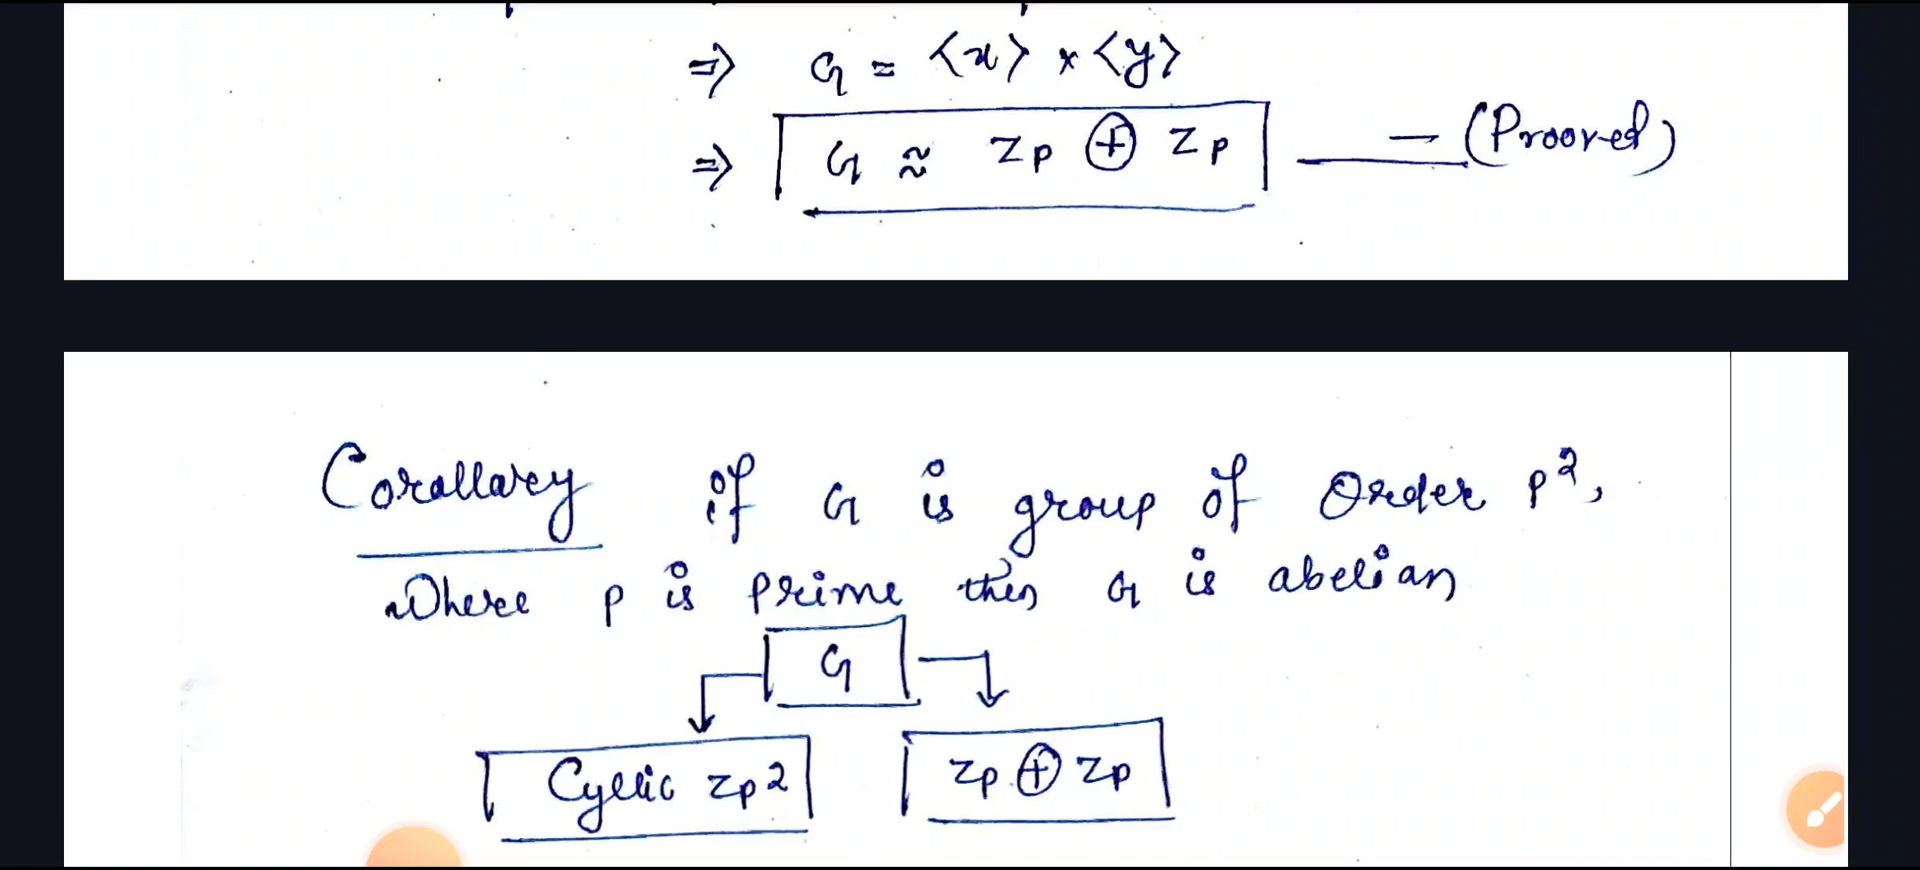 ⇒ G = <x> × <y>
⇒ G ≈ Zp ⊕ Zp — (Prooved)
Corollary if G is group of Order p²,
where p is prime then G is abelian
G
Cyclic Zp² Zp ⊕ Zp